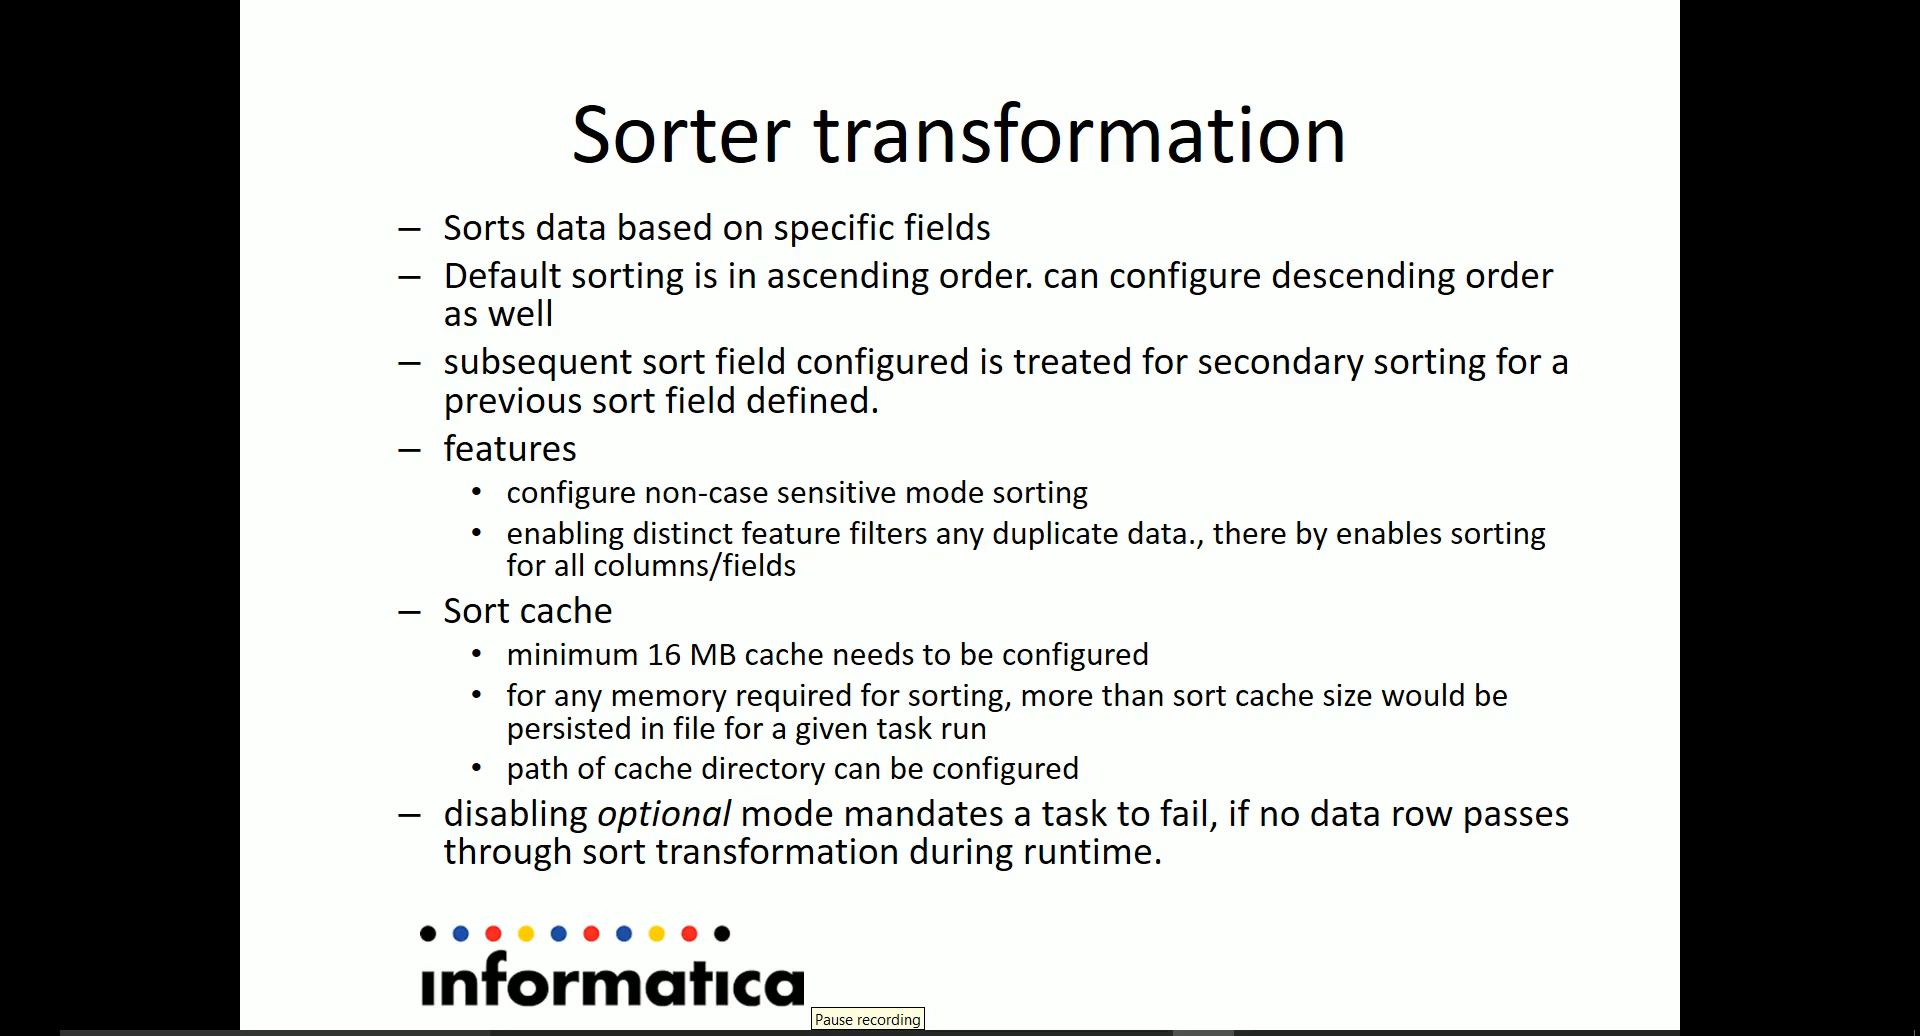 Sorter transformation
– Sorts data based on specific fields
– Default sorting is in ascending order. can configure descending order
as well
– subsequent sort field configured is treated for secondary sorting for a
previous sort field defined.
– features
• configure non-case sensitive mode sorting
• enabling distinct feature filters any duplicate data., there by enables sorting
for all columns/fields
– Sort cache
• minimum 16 MB cache needs to be configured
• for any memory required for sorting, more than sort cache size would be
persisted in file for a given task run
• path of cache directory can be configured
– disabling optional mode mandates a task to fail, if no data row passes
through sort transformation during runtime.
informatica
Pause recording